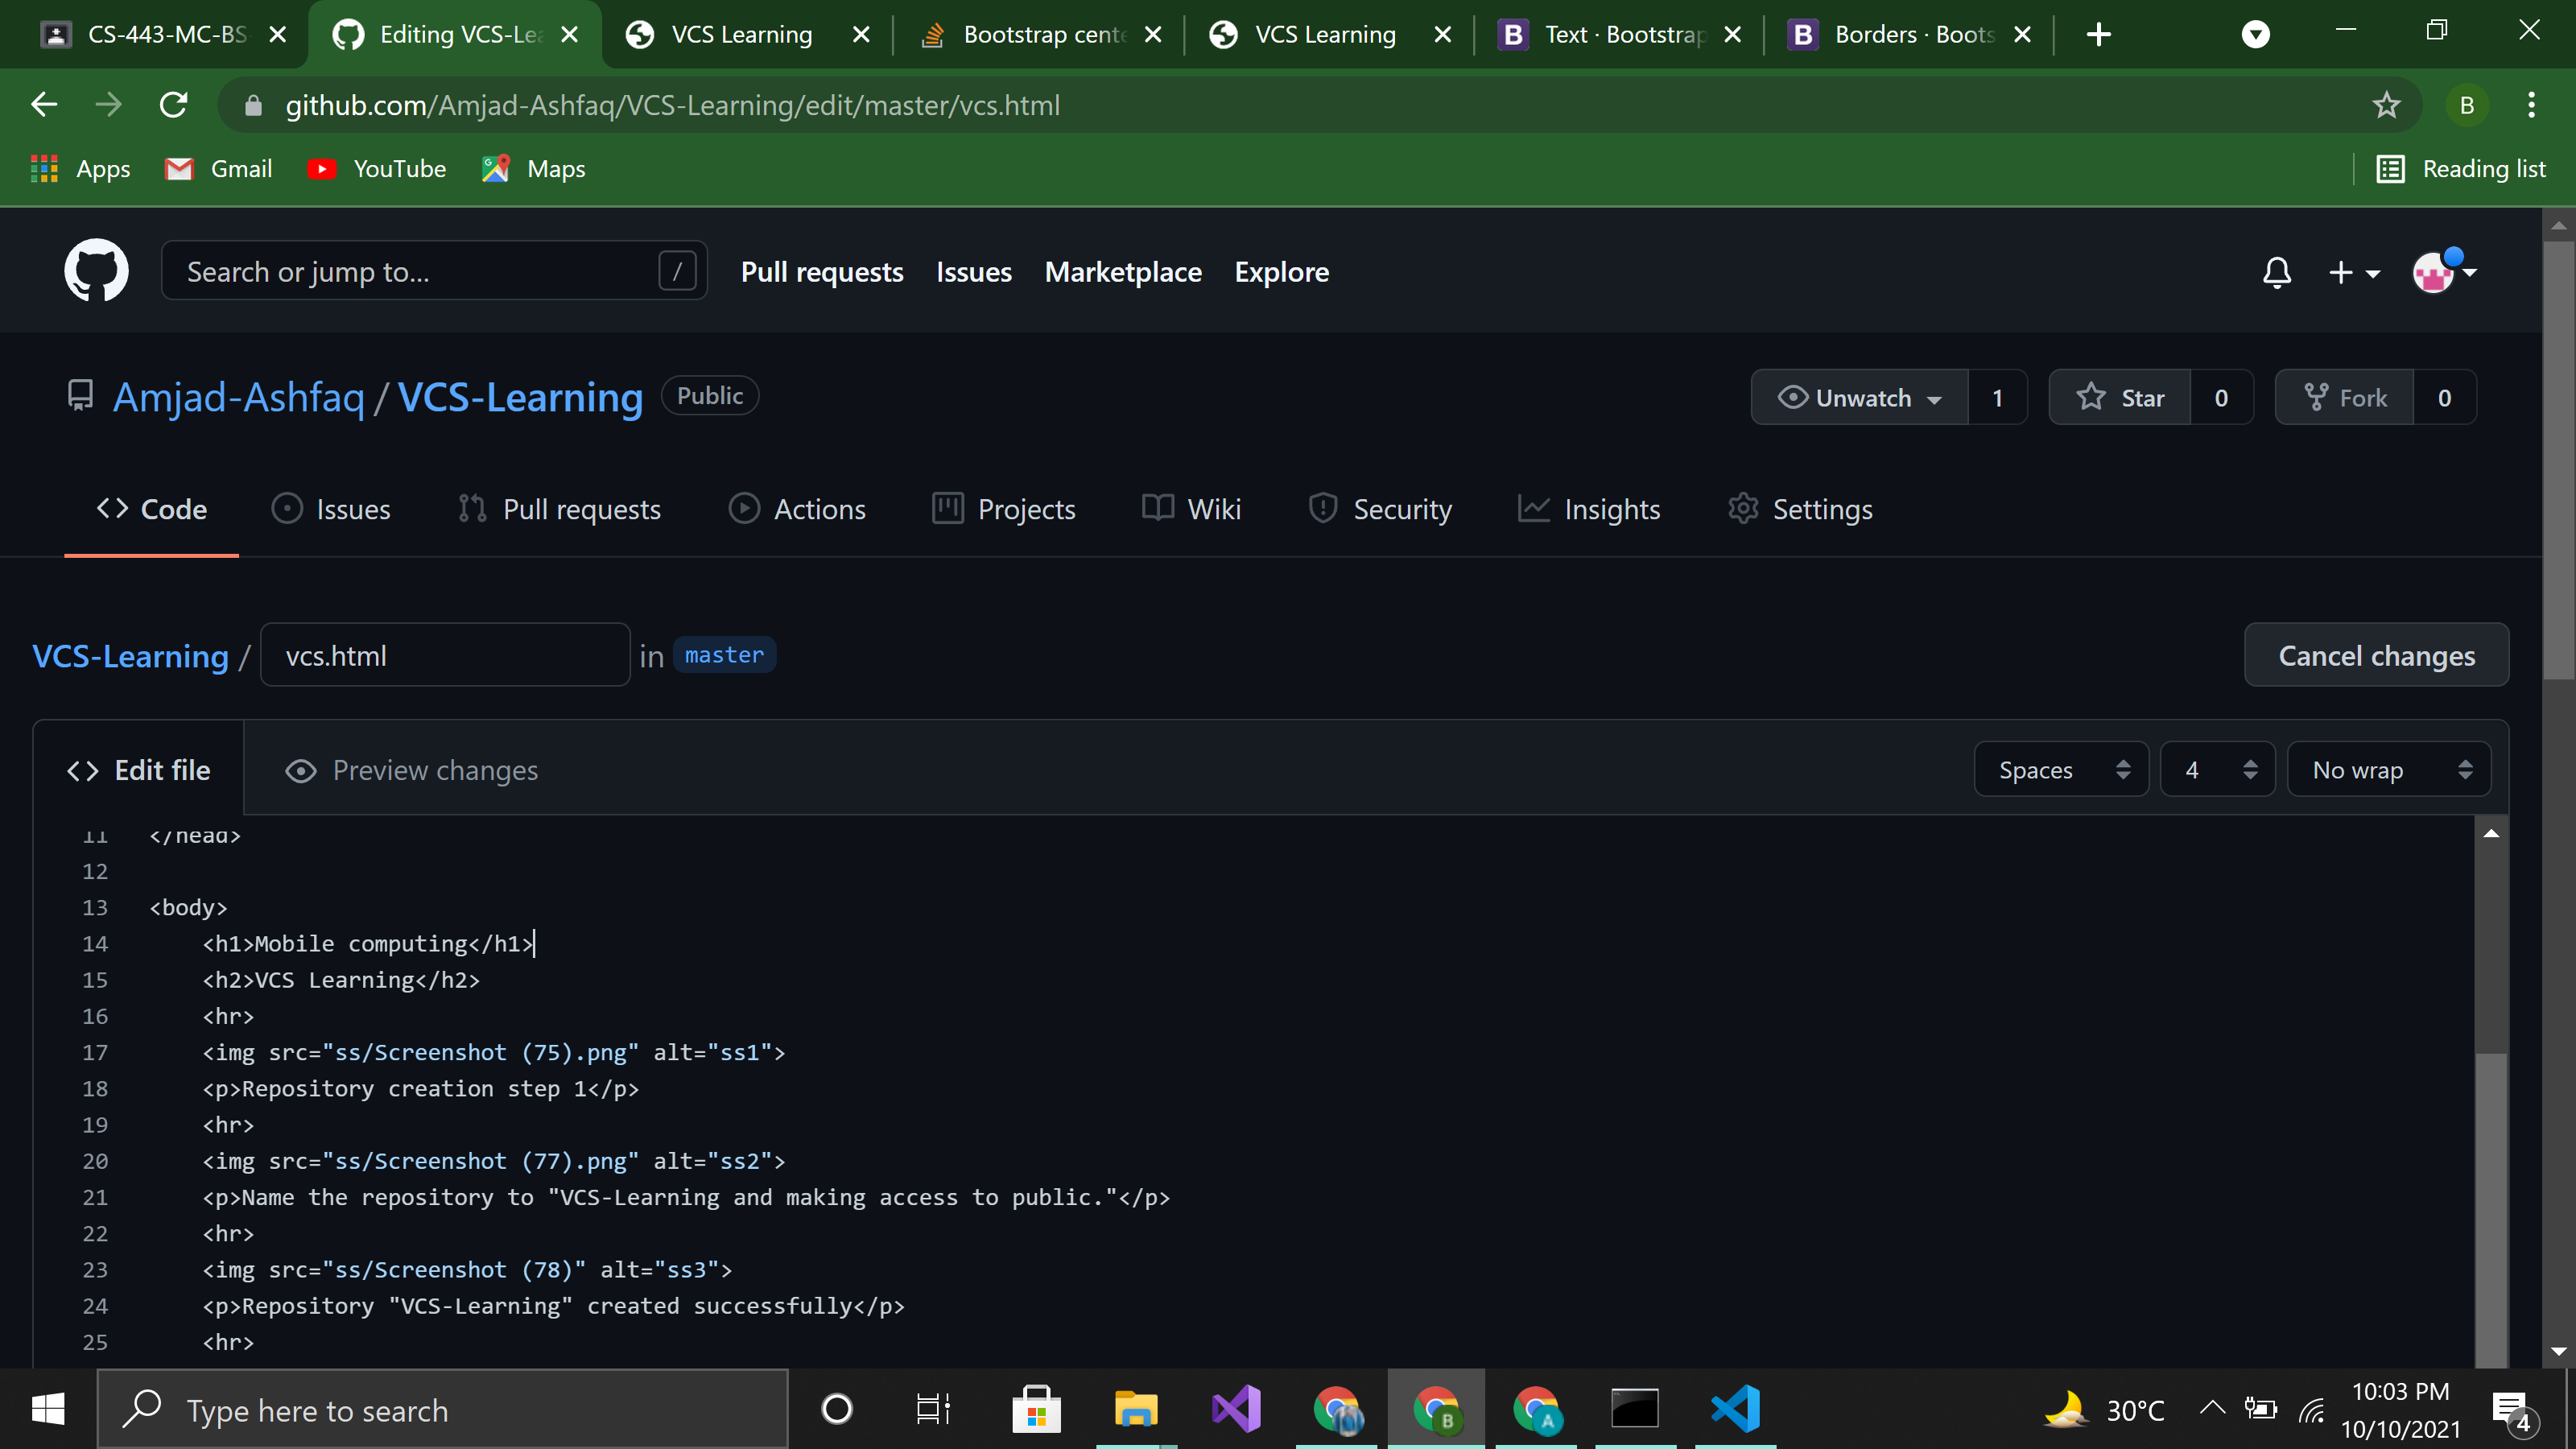 CS-443-MC-BS
Editing VCS-Lea
VCS Learning
Bootstrap cente
VCS Learning
Text · Bootstrap
Borders · Boots
github.com/Amjad-Ashfaq/VCS-Learning/edit/master/vcs.html
B
Apps
Gmail
YouTube
Maps
Reading list
Search or jump to...
/
Pull requests
Issues
Marketplace
Explore
Amjad-Ashfaq / VCS-Learning
Public
Unwatch 1
Star 0
Fork 0
Code
Issues
Pull requests
Actions
Projects
Wiki
Security
Insights
Settings
VCS-Learning / vcs.html in master
Cancel changes
Edit file
Preview changes
Spaces
4
No wrap
11 </head>
12
13 <body>
14 <h1>Mobile computing</h1>
15 <h2>VCS Learning</h2>
16 <hr>
17 <img src="ss/Screenshot (75).png" alt="ss1">
18 <p>Repository creation step 1</p>
19 <hr>
20 <img src="ss/Screenshot (77).png" alt="ss2">
21 <p>Name the repository to "VCS-Learning and making access to public."</p>
22 <hr>
23 <img src="ss/Screenshot (78)" alt="ss3">
24 <p>Repository "VCS-Learning" created successfully</p>
25 <hr>
Type here to search
B
A
30°C
10:03 PM
10/10/2021
4